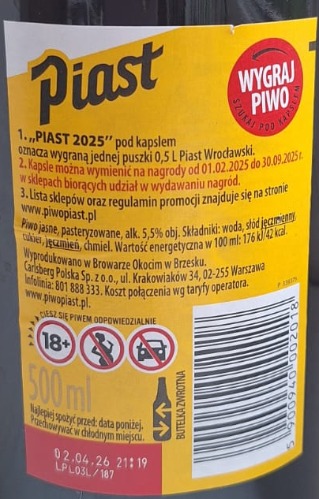 Piast
WYGRAJ
PIWO
SZUKAJ POD KAPSLEM
1. „PIAST 2025” pod kapslem
oznacza wygraną jednej puszki 0,5 L Piast Wrocławski.
2. Kapsle można wymienić na nagrody od 01.02.2025 do 30.09.2025 r.
w sklepach biorących udział w wydawaniu nagród.
3. Lista sklepów oraz regulamin promocji znajduje się na stronie
www.piwopiast.pl
Piwo jasne, pasteryzowane, alk. 5,5% obj. Składniki: woda, słód jęczmienny,
cukier, jęczmień, chmiel. Wartość energetyczna w 100 ml: 176 kJ/42 kcal.
Wyprodukowano w Browarze Okocim w Brzesku.
Carlsberg Polska Sp. z o.o., ul. Krakowiaków 34, 02-255 Warszawa
Infolinia: 801 888 333. Koszt połączenia wg taryfy operatora.
www.piwopiast.pl
CIESZ SIĘ PIWEM ODPOWIEDZIALNIE
18+
500 ml
BUTELKA ZWROTNA
Najlepiej spożyć przed: data poniżej.
Przechowywać w chłodnym miejscu.
02.04.26 21:19
LPL03L/187
5 900940 002018